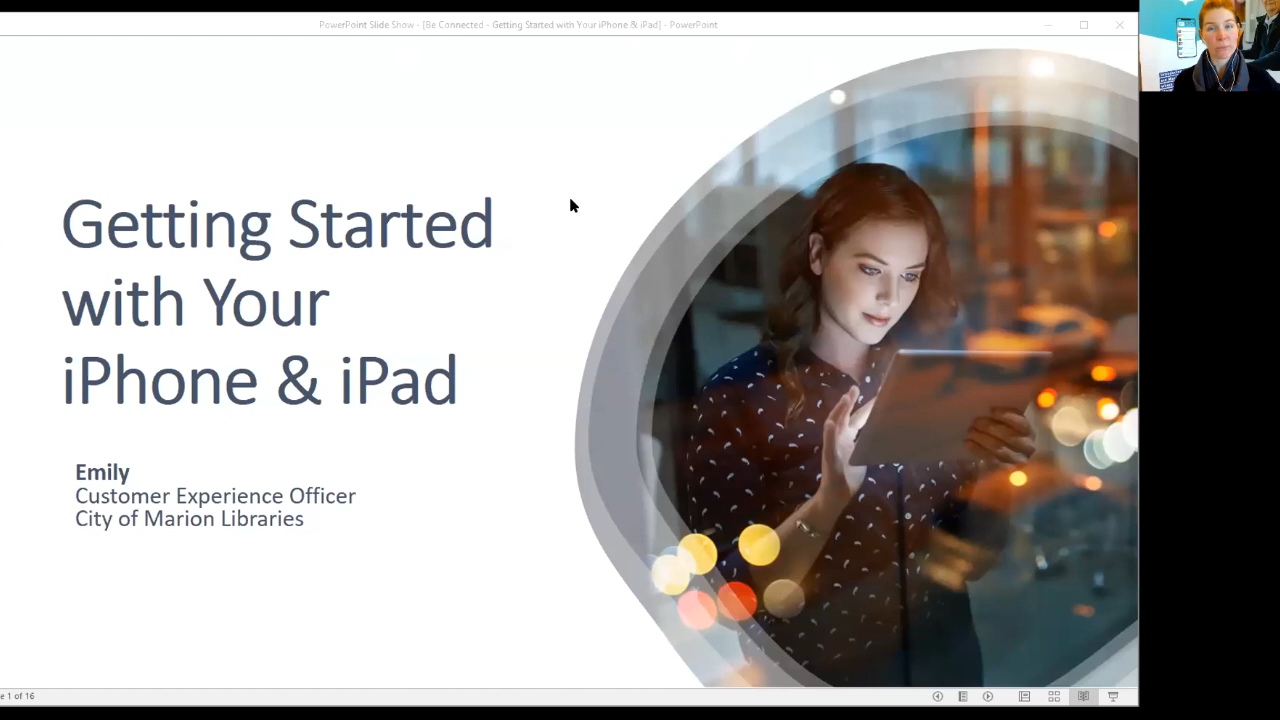 PowerPoint Slide Show - [Be Connected - Getting Started with Your iPhone & iPad] - PowerPoint
Getting Started
with Your
iPhone & iPad
Emily
Customer Experience Officer
City of Marion Libraries
e 1 of 16